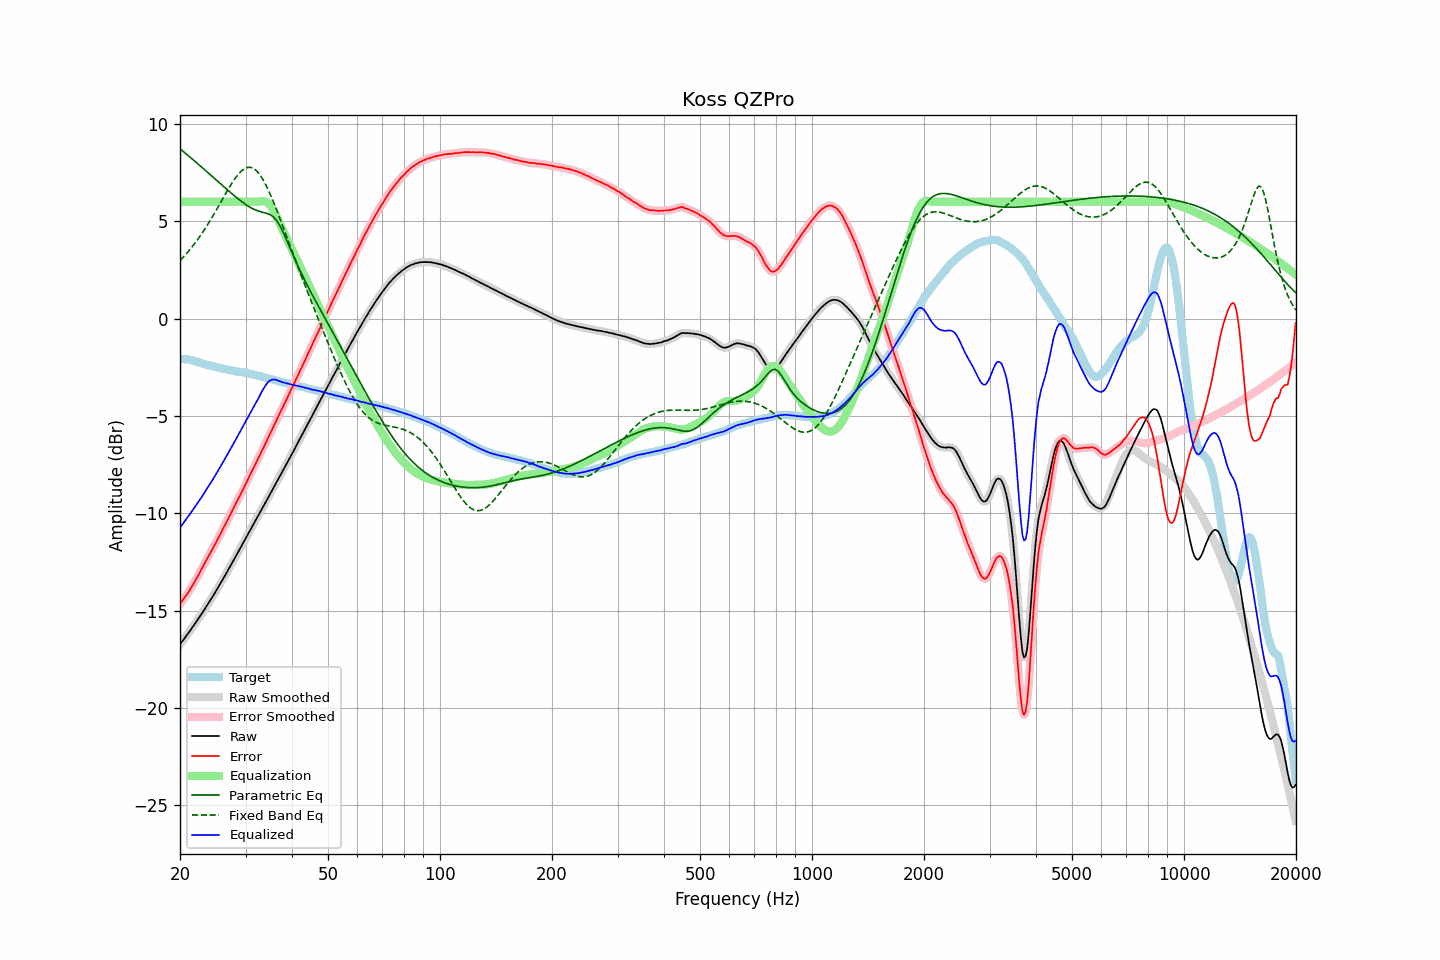 Koss QZPro
Amplitude (dBr)
10
5
0
−5
−10
−15
−20
−25
Target
Raw Smoothed
Error Smoothed
Raw
Error
Equalization
Parametric Eq
Fixed Band Eq
Equalized
20 50 100 200 500 1000 2000 5000 10000 20000
Frequency (Hz)